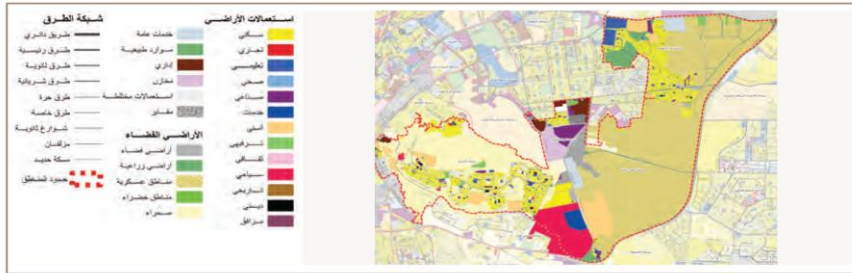 استعمالات الأراضي
سكني
تجاري
تعليمي
صحي
صناعي
خدمات
أمني
ترفيهي
ثقافي
سياحي
تاريخي
ديني
مرافق
خدمات عامة
موارد طبيعية
إداري
مخازن
استعمالات مختلطة
مقابر
الأراضي الفضاء
أراضي فضاء
أراضي زراعية
مناطق عسكرية
مناطق خضراء
صحراء
شبكة الطرق
طريق دائري
طرق رئيسية
طرق ثانوية
طرق شريانية
طرق حرة
طرق خاصة
شوارع ثانوية
مزلقان
سكة حديد
حدود المناطق